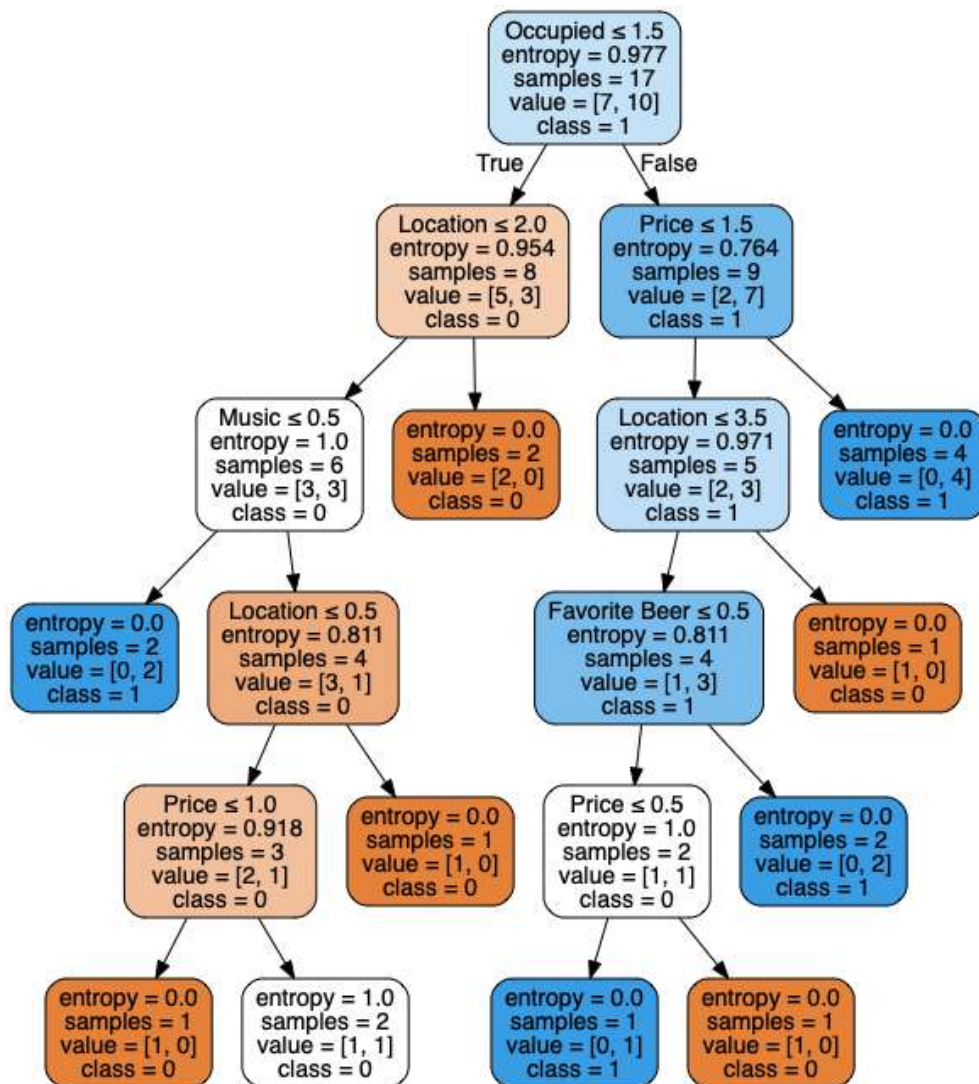 Occupied ≤ 1.5
entropy = 0.977
samples = 17
value = [7, 10]
class = 1
True
False
Location ≤ 2.0
entropy = 0.954
samples = 8
value = [5, 3]
class = 0
Price ≤ 1.5
entropy = 0.764
samples = 9
value = [2, 7]
class = 1
Music ≤ 0.5
entropy = 1.0
samples = 6
value = [3, 3]
class = 0
entropy = 0.0
samples = 2
value = [2, 0]
class = 0
Location ≤ 3.5
entropy = 0.971
samples = 5
value = [2, 3]
class = 1
entropy = 0.0
samples = 4
value = [0, 4]
class = 1
entropy = 0.0
samples = 2
value = [0, 2]
class = 1
Location ≤ 0.5
entropy = 0.811
samples = 4
value = [3, 1]
class = 0
Favorite Beer ≤ 0.5
entropy = 0.811
samples = 4
value = [1, 3]
class = 1
entropy = 0.0
samples = 1
value = [1, 0]
class = 0
Price ≤ 1.0
entropy = 0.918
samples = 3
value = [2, 1]
class = 0
entropy = 0.0
samples = 1
value = [1, 0]
class = 0
Price ≤ 0.5
entropy = 1.0
samples = 2
value = [1, 1]
class = 0
entropy = 0.0
samples = 2
value = [0, 2]
class = 1
entropy = 0.0
samples = 1
value = [1, 0]
class = 0
entropy = 1.0
samples = 2
value = [1, 1]
class = 0
entropy = 0.0
samples = 1
value = [0, 1]
class = 1
entropy = 0.0
samples = 1
value = [1, 0]
class = 0